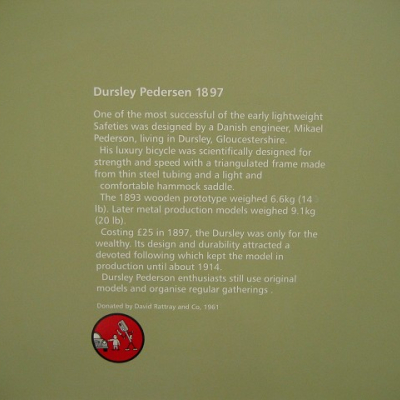 Dursley Pedersen 1897
One of the most successful of the early lightweight
Safeties was designed by a Danish engineer, Mikael
Pederson, living in Dursley, Gloucestershire.
His luxury bicycle was scientifically designed for
strength and speed with a triangulated frame made
from thin steel tubing and a light and
comfortable hammock saddle.
The 1893 wooden prototype weighed 6.6kg (14
lb). Later metal production models weighed 9.1kg
(20 lb).
Costing £25 in 1897, the Dursley was only for the
wealthy. Its design and durability attracted a
devoted following which kept the model in
production until about 1914.
Dursley Pederson enthusiasts still use original
models and organise regular gatherings .
Donated by David Rattray and Co. 1961